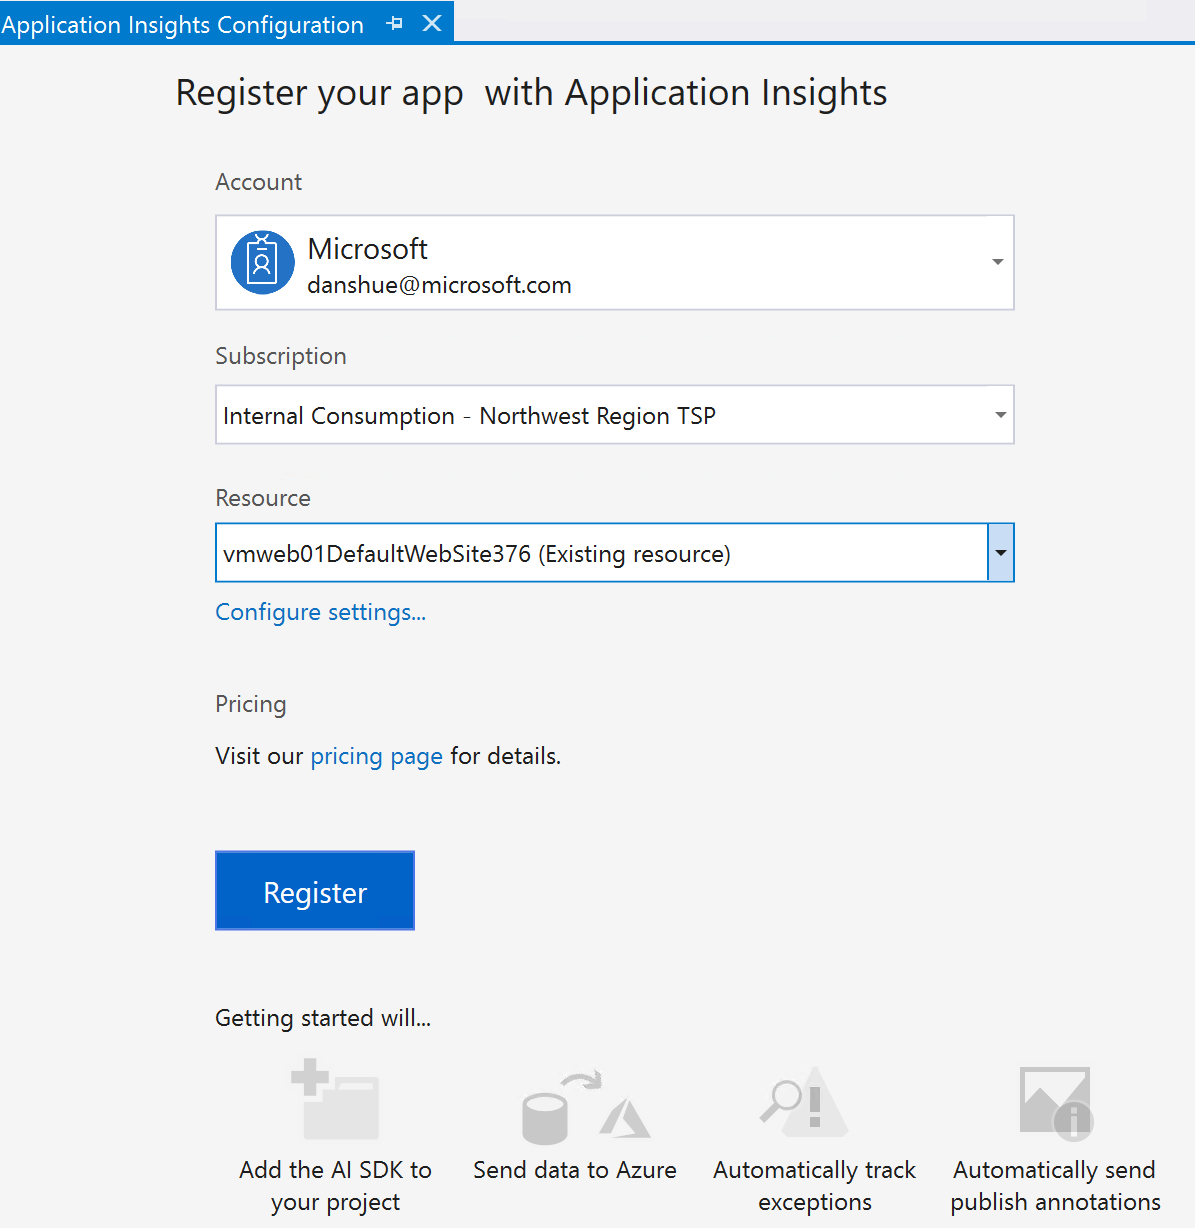 Application Insights Configuration
Register your app  with Application Insights
Account
Microsoft
danshue@microsoft.com
Subscription
Internal Consumption - Northwest Region TSP
Resource
vmweb01DefaultWebSite376 (Existing resource)
Configure settings...
Pricing
Visit our pricing page for details.
Register
Getting started will...
Add the AI SDK to
your project
Send data to Azure
Automatically track
exceptions
Automatically send
publish annotations